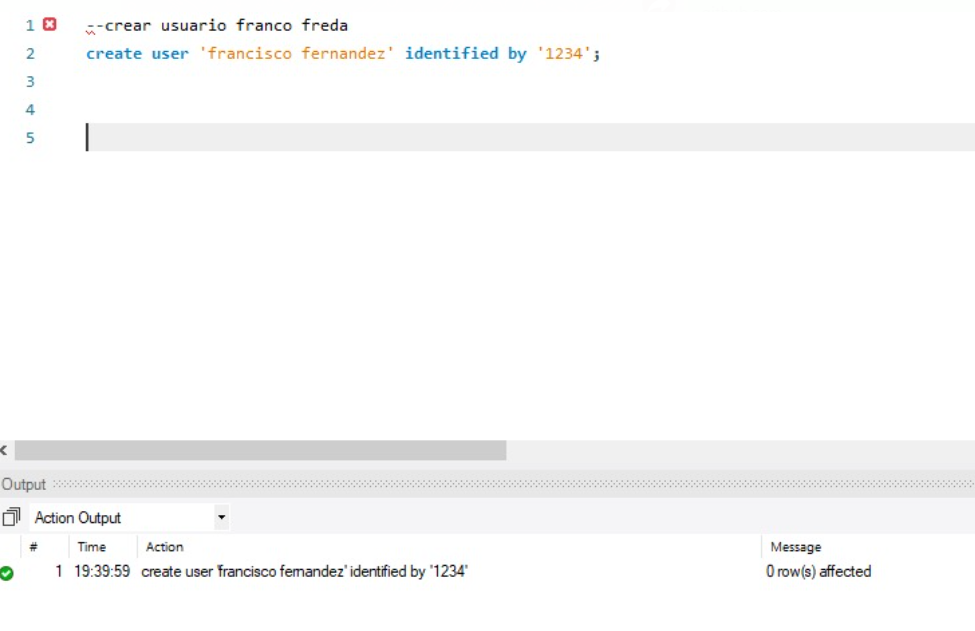 1 --crear usuario franco freda
2 create user 'francisco fernandez' identified by '1234';
3
4
5
Output
Action Output
# Time Action Message
1 19:39:59 create user 'francisco fernandez' identified by '1234' 0 row(s) affected